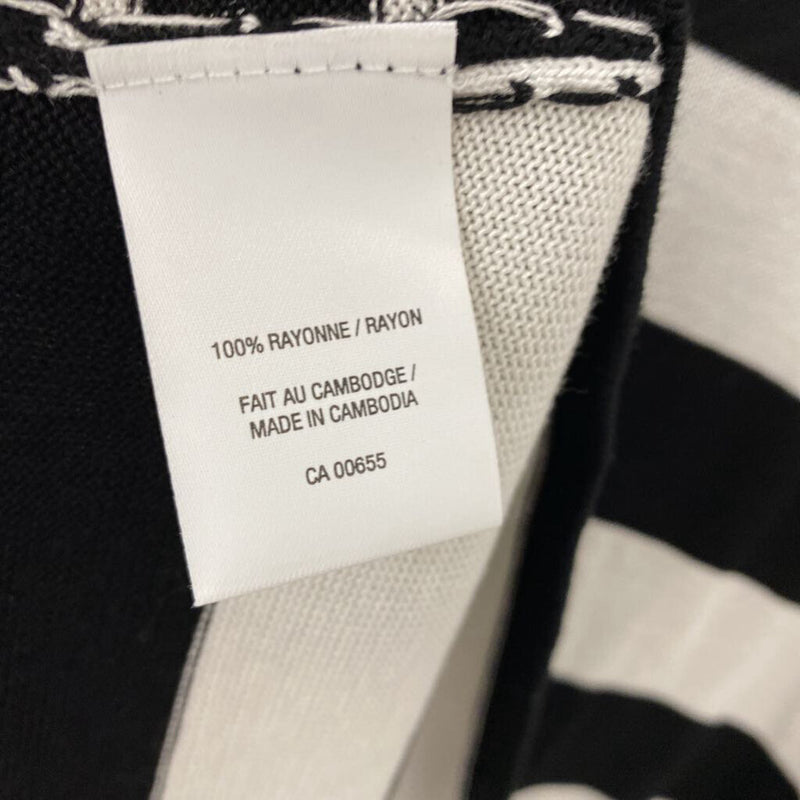 100% RAYONNE / RAYON
FAIT AU CAMBODGE /
MADE IN CAMBODIA
CA 00655